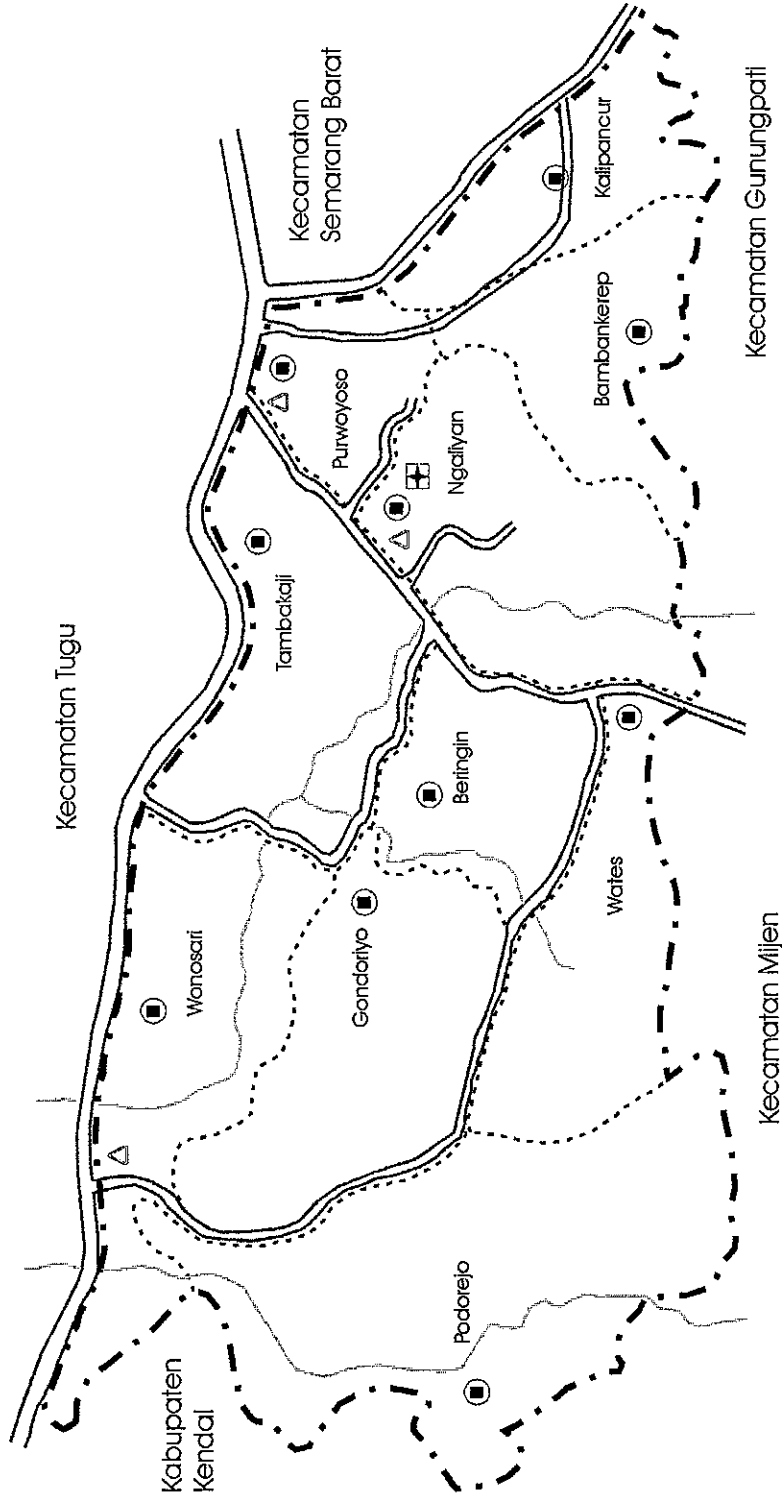 Kecamatan Tugu
Kecamatan
Semarang Barat
Kabupaten
Kendal
Wonosari
Tambakaji
Purwoyoso
Gondoriyo
Beringin
Ngaliyan
Kalipancur
Podorejo
Wates
Bambankerep
Kecamatan Mijen
Kecamatan Gunungpati